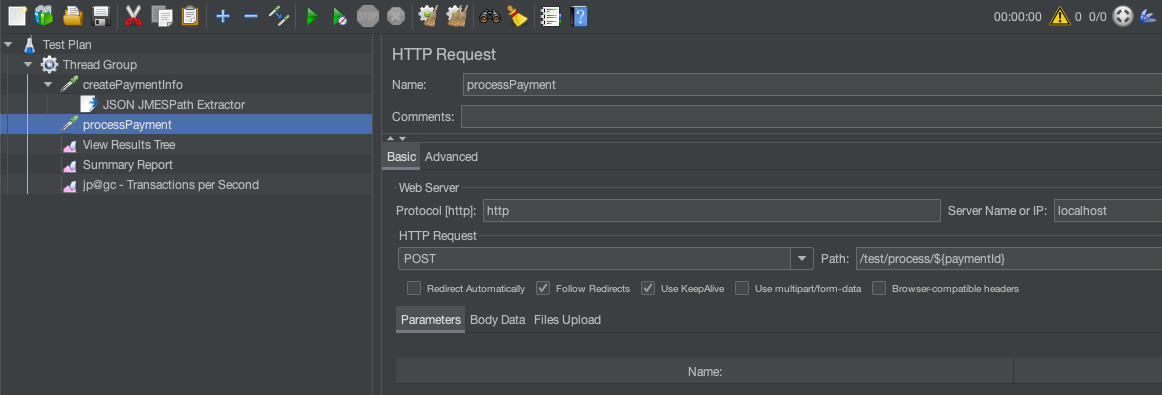 00:00:00 0 0/0
Test Plan
Thread Group
createPaymentInfo
JSON JMESPath Extractor
processPayment
View Results Tree
Summary Report
jp@gc - Transactions per Second
HTTP Request
Name: processPayment
Comments:
Basic Advanced
Web Server
Protocol [http]: http Server Name or IP: localhost
HTTP Request
POST Path: /test/process/${paymentId}
Redirect Automatically Follow Redirects Use KeepAlive Use multipart/form-data Browser-compatible headers
Parameters Body Data Files Upload
Name: